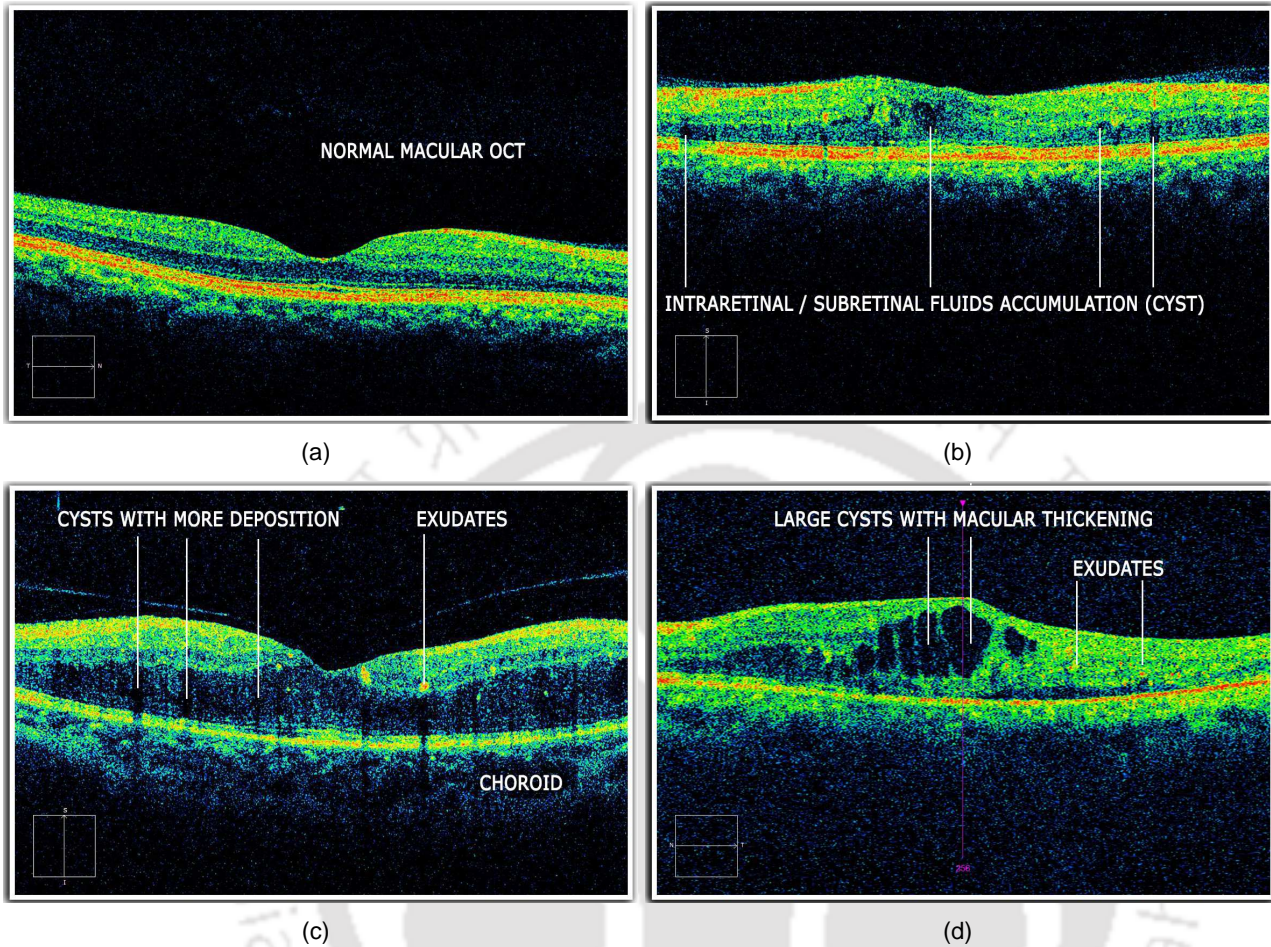 NORMAL MACULAR OCT
T
N
(a)
INTRARETINAL / SUBRETINAL FLUIDS ACCUMULATION (CYST)
S
I
(b)
CYSTS WITH MORE DEPOSITION
EXUDATES
CHOROID
S
I
(c)
LARGE CYSTS WITH MACULAR THICKENING
EXUDATES
N
T
356
(d)